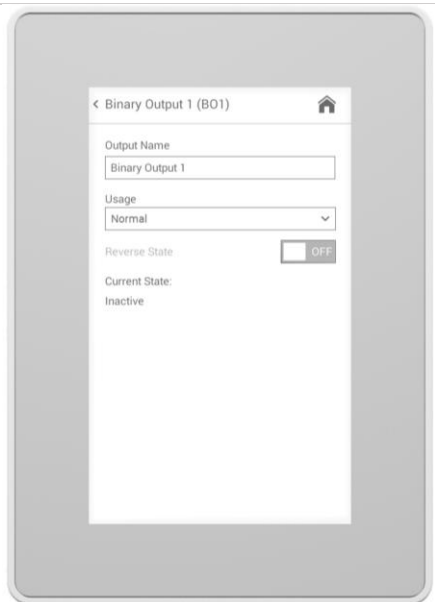 Binary Output 1 (BO1)
Output Name
Binary Output 1
Usage
Normal
Reverse State
OFF
Current State:
Inactive